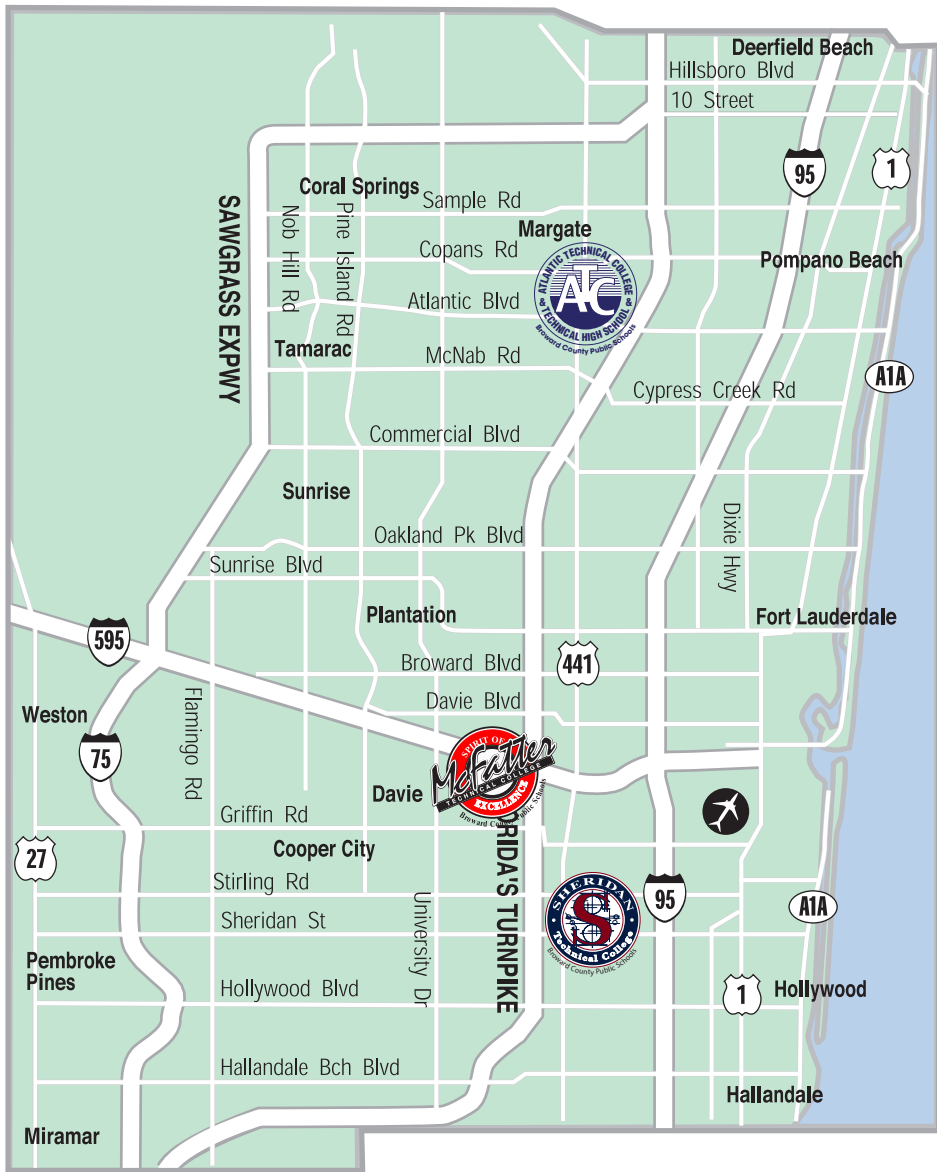 Deerfield Beach
Hillsboro Blvd
10 Street
95
1
Coral Springs
Sample Rd
SAWGRASS EXPWY
Nob Hill Rd
Pine Island Rd
Margate
Copans Rd
ATLANTIC TECHNICAL COLLEGE
ATC
& TECHNICAL HIGH SCHOOL &
Broward County Public Schools
Pompano Beach
Atlantic Blvd
Tamarac
McNab Rd
A1A
Cypress Creek Rd
Commercial Blvd
Sunrise
Dixie Hwy
Oakland Pk Blvd
Sunrise Blvd
Plantation
Fort Lauderdale
595
Broward Blvd
441
Davie Blvd
Weston
Flamingo Rd
75
SPIRIT OF
McFatter
TECHNICAL COLLEGE
EXCELLENCE
Broward County Public Schools
Davie
Griffin Rd
ORIDA'S TURNPIKE
Cooper City
27
Stirling Rd
University Dr
SHERIDAN
S
Technical College
Broward County Public Schools
95
A1A
Sheridan St
Pembroke
Pines
Hollywood Blvd
1
Hollywood
Hallandale Bch Blvd
Hallandale
Miramar